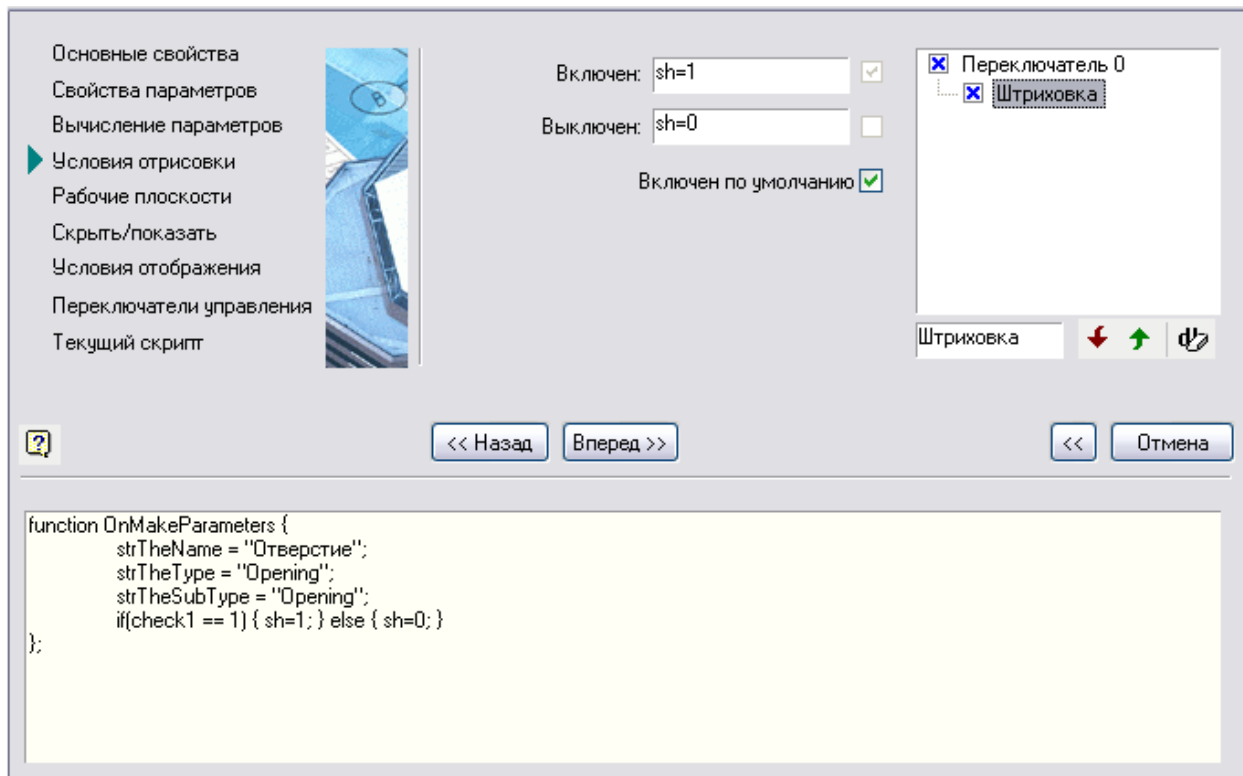 Основные свойства
Свойства параметров
Вычисление параметров
Условия отрисовки
Рабочие плоскости
Скрыть/показать
Условия отображения
Переключатели управления
Текущий скрипт
B
Включен: sh=1
Выключен: sh=0
Включен по умолчанию
Переключатель 0
Штриховка
Штриховка
<< Назад
Вперед >>
<<
Отмена
function OnMakeParameters {
strTheName = "Отверстие";
strTheType = "Opening";
strTheSubType = "Opening";
if(check1 == 1) { sh=1; } else { sh=0; }
};